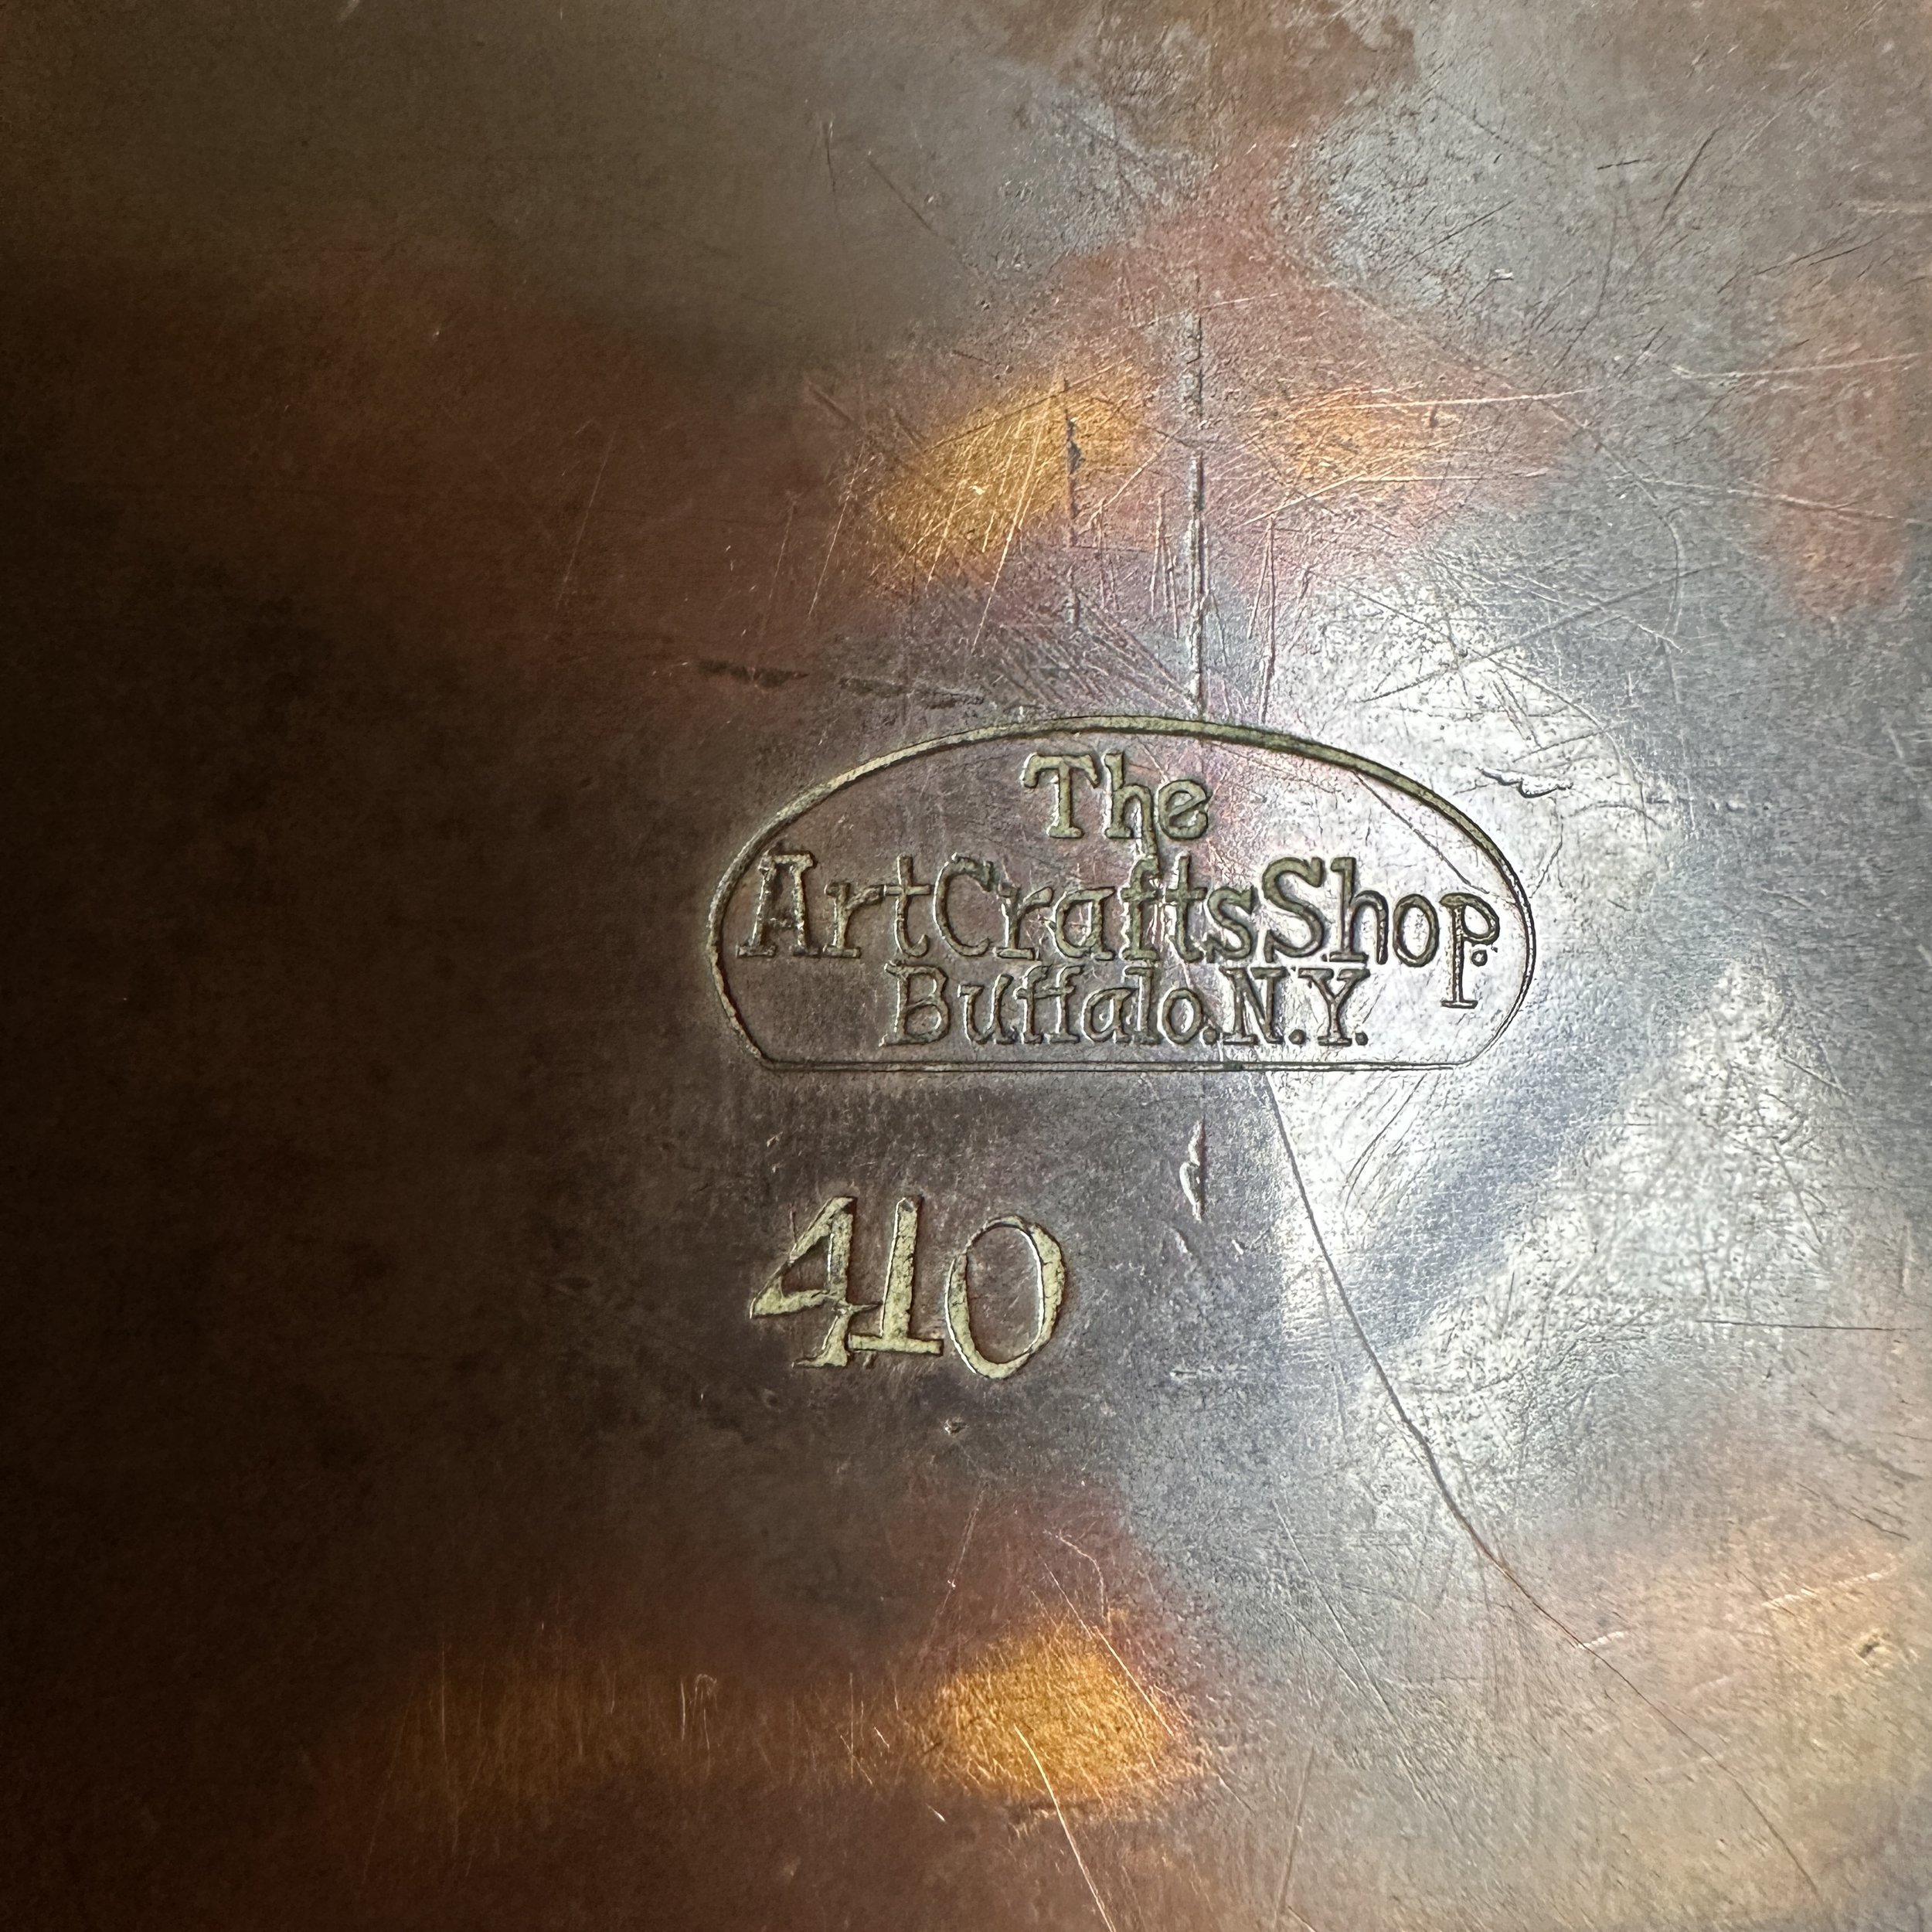 The
ArtCraftsShop.
Buffalo.N.Y.
410